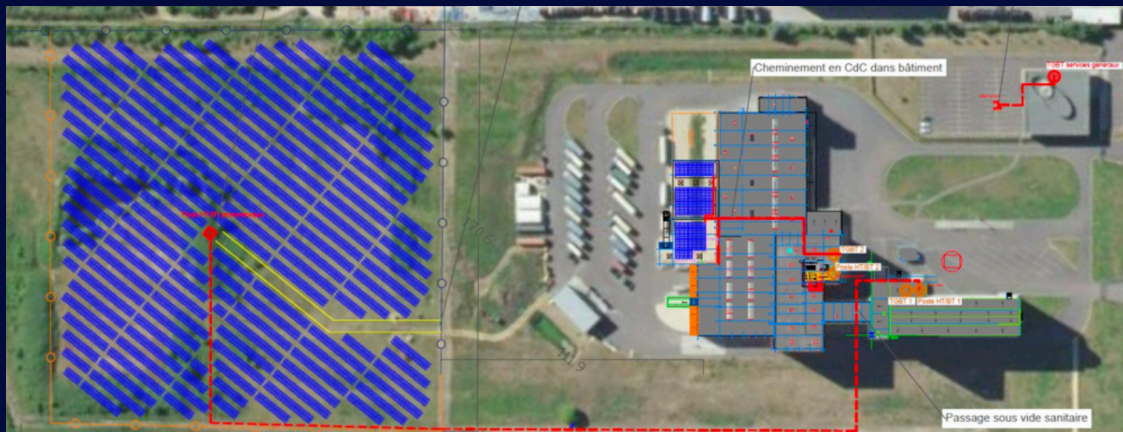 Cheminement en CdC dans bâtiment
TGBT services généraux
TGBT 2
Poste HT/BT 2
TGBT 1
Poste HT/BT 1
Passage sous vide sanitaire